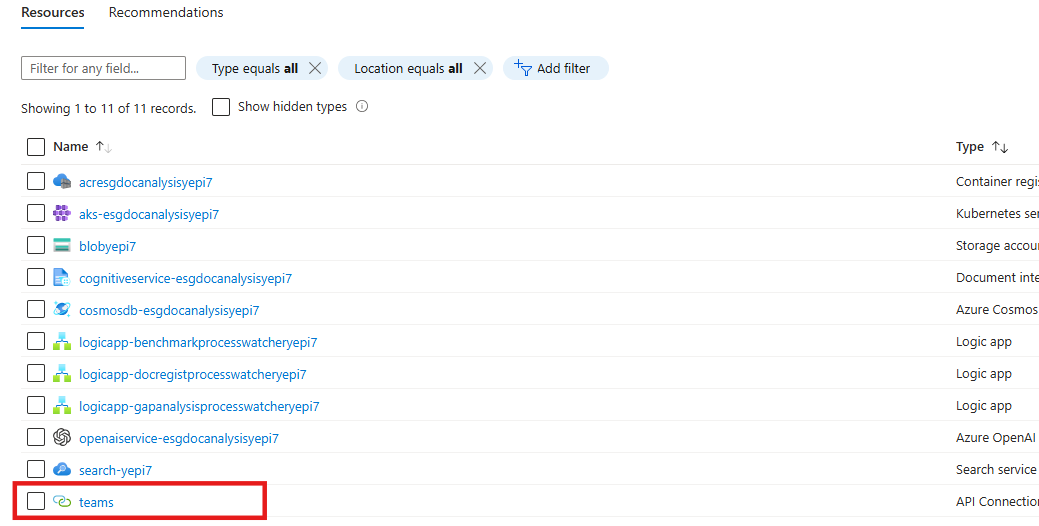 Resources Recommendations
Filter for any field... Type equals all Location equals all Add filter
Showing 1 to 11 of 11 records. Show hidden types
Name Type
acresgdocanalysisyepi7 Container regis
aks-esgdocanalysisyepi7 Kubernetes ser
blobyepi7 Storage accou
cognitiveservice-esgdocanalysisyepi7 Document inte
cosmosdb-esgdocanalysisyepi7 Azure Cosmos
logicapp-benchmarkprocesswatcheryepi7 Logic app
logicapp-docregistprocesswatcheryepi7 Logic app
logicapp-gapanalysisprocesswatcheryepi7 Logic app
openaiservice-esgdocanalysisyepi7 Azure OpenAI
search-yepi7 Search service
teams API Connection